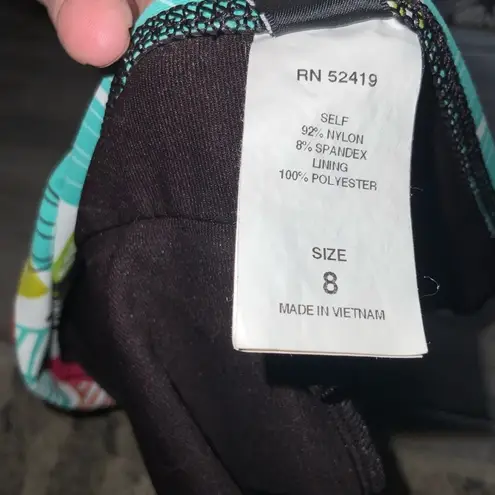 RN 52419
SELF
92% NYLON
8% SPANDEX
LINING
100% POLYESTER
SIZE
8
MADE IN VIETNAM